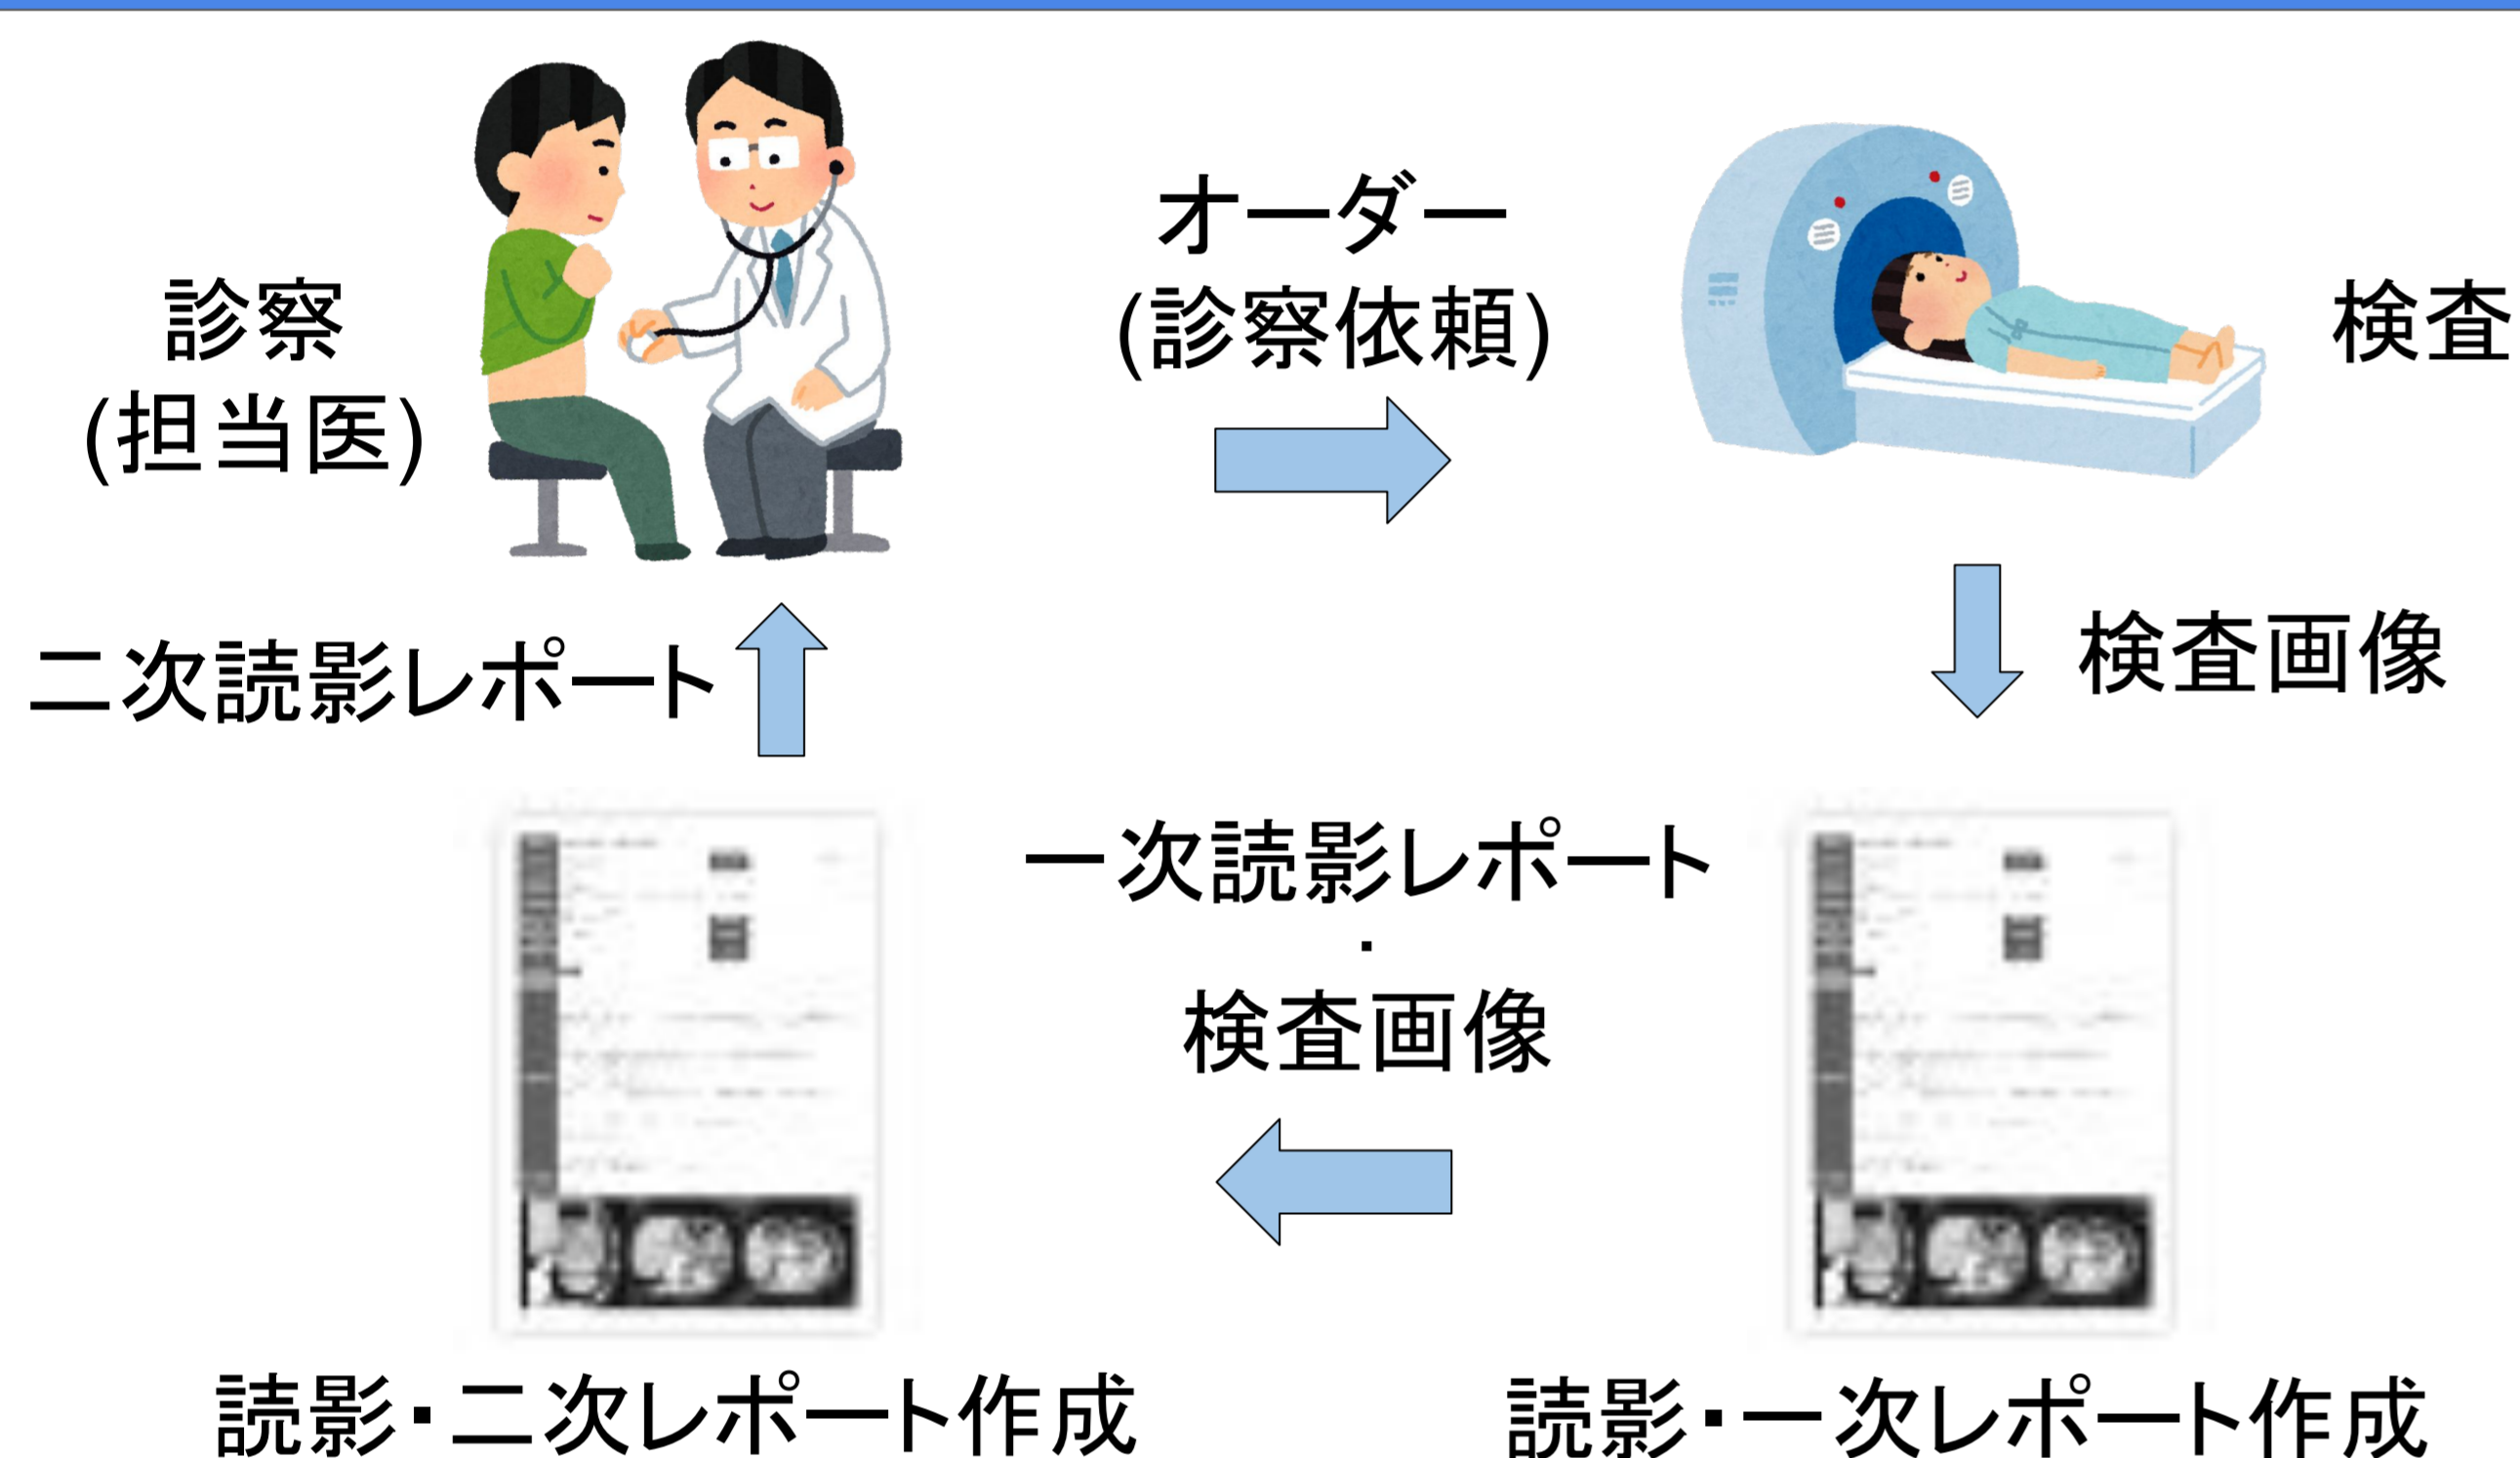 診察
(担当医)
オーダー
(診察依頼)
検査
検査画像
二次読影レポート
一次読影レポート
・
検査画像
読影・二次レポート作成
読影・一次レポート作成